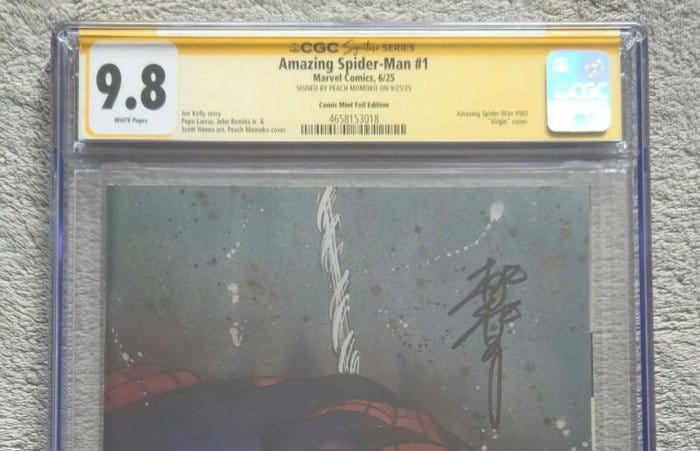 CGC Signature SERIES
Amazing Spider-Man #1
Marvel Comics, 6/25
SIGNED BY PEACH MOMOKO ON 9/25/25
Comic Mint Foil Edition
9.8
WHITE Pages
Joe Kelly story
Pepe Larraz, John Romita Jr. &
Scott Hanna art, Peach Momoko cover
4658153018
Amazing Spider-Man #965
"Virgin" cover.
CGC